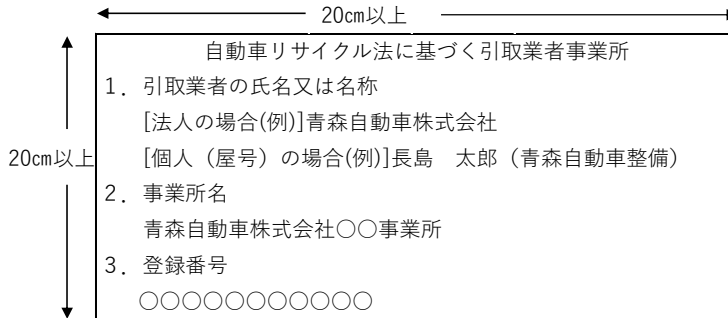 20㎝以上
自動車リサイクル法に基づく引取業者事業所
1．引取業者の氏名又は名称
[法人の場合(例)]青森自動車株式会社
[個人（屋号）の場合(例)]長島　太郎（青森自動車整備）
20㎝以上
2．事業所名
青森自動車株式会社○○事業所
3．登録番号
○○○○○○○○○○○